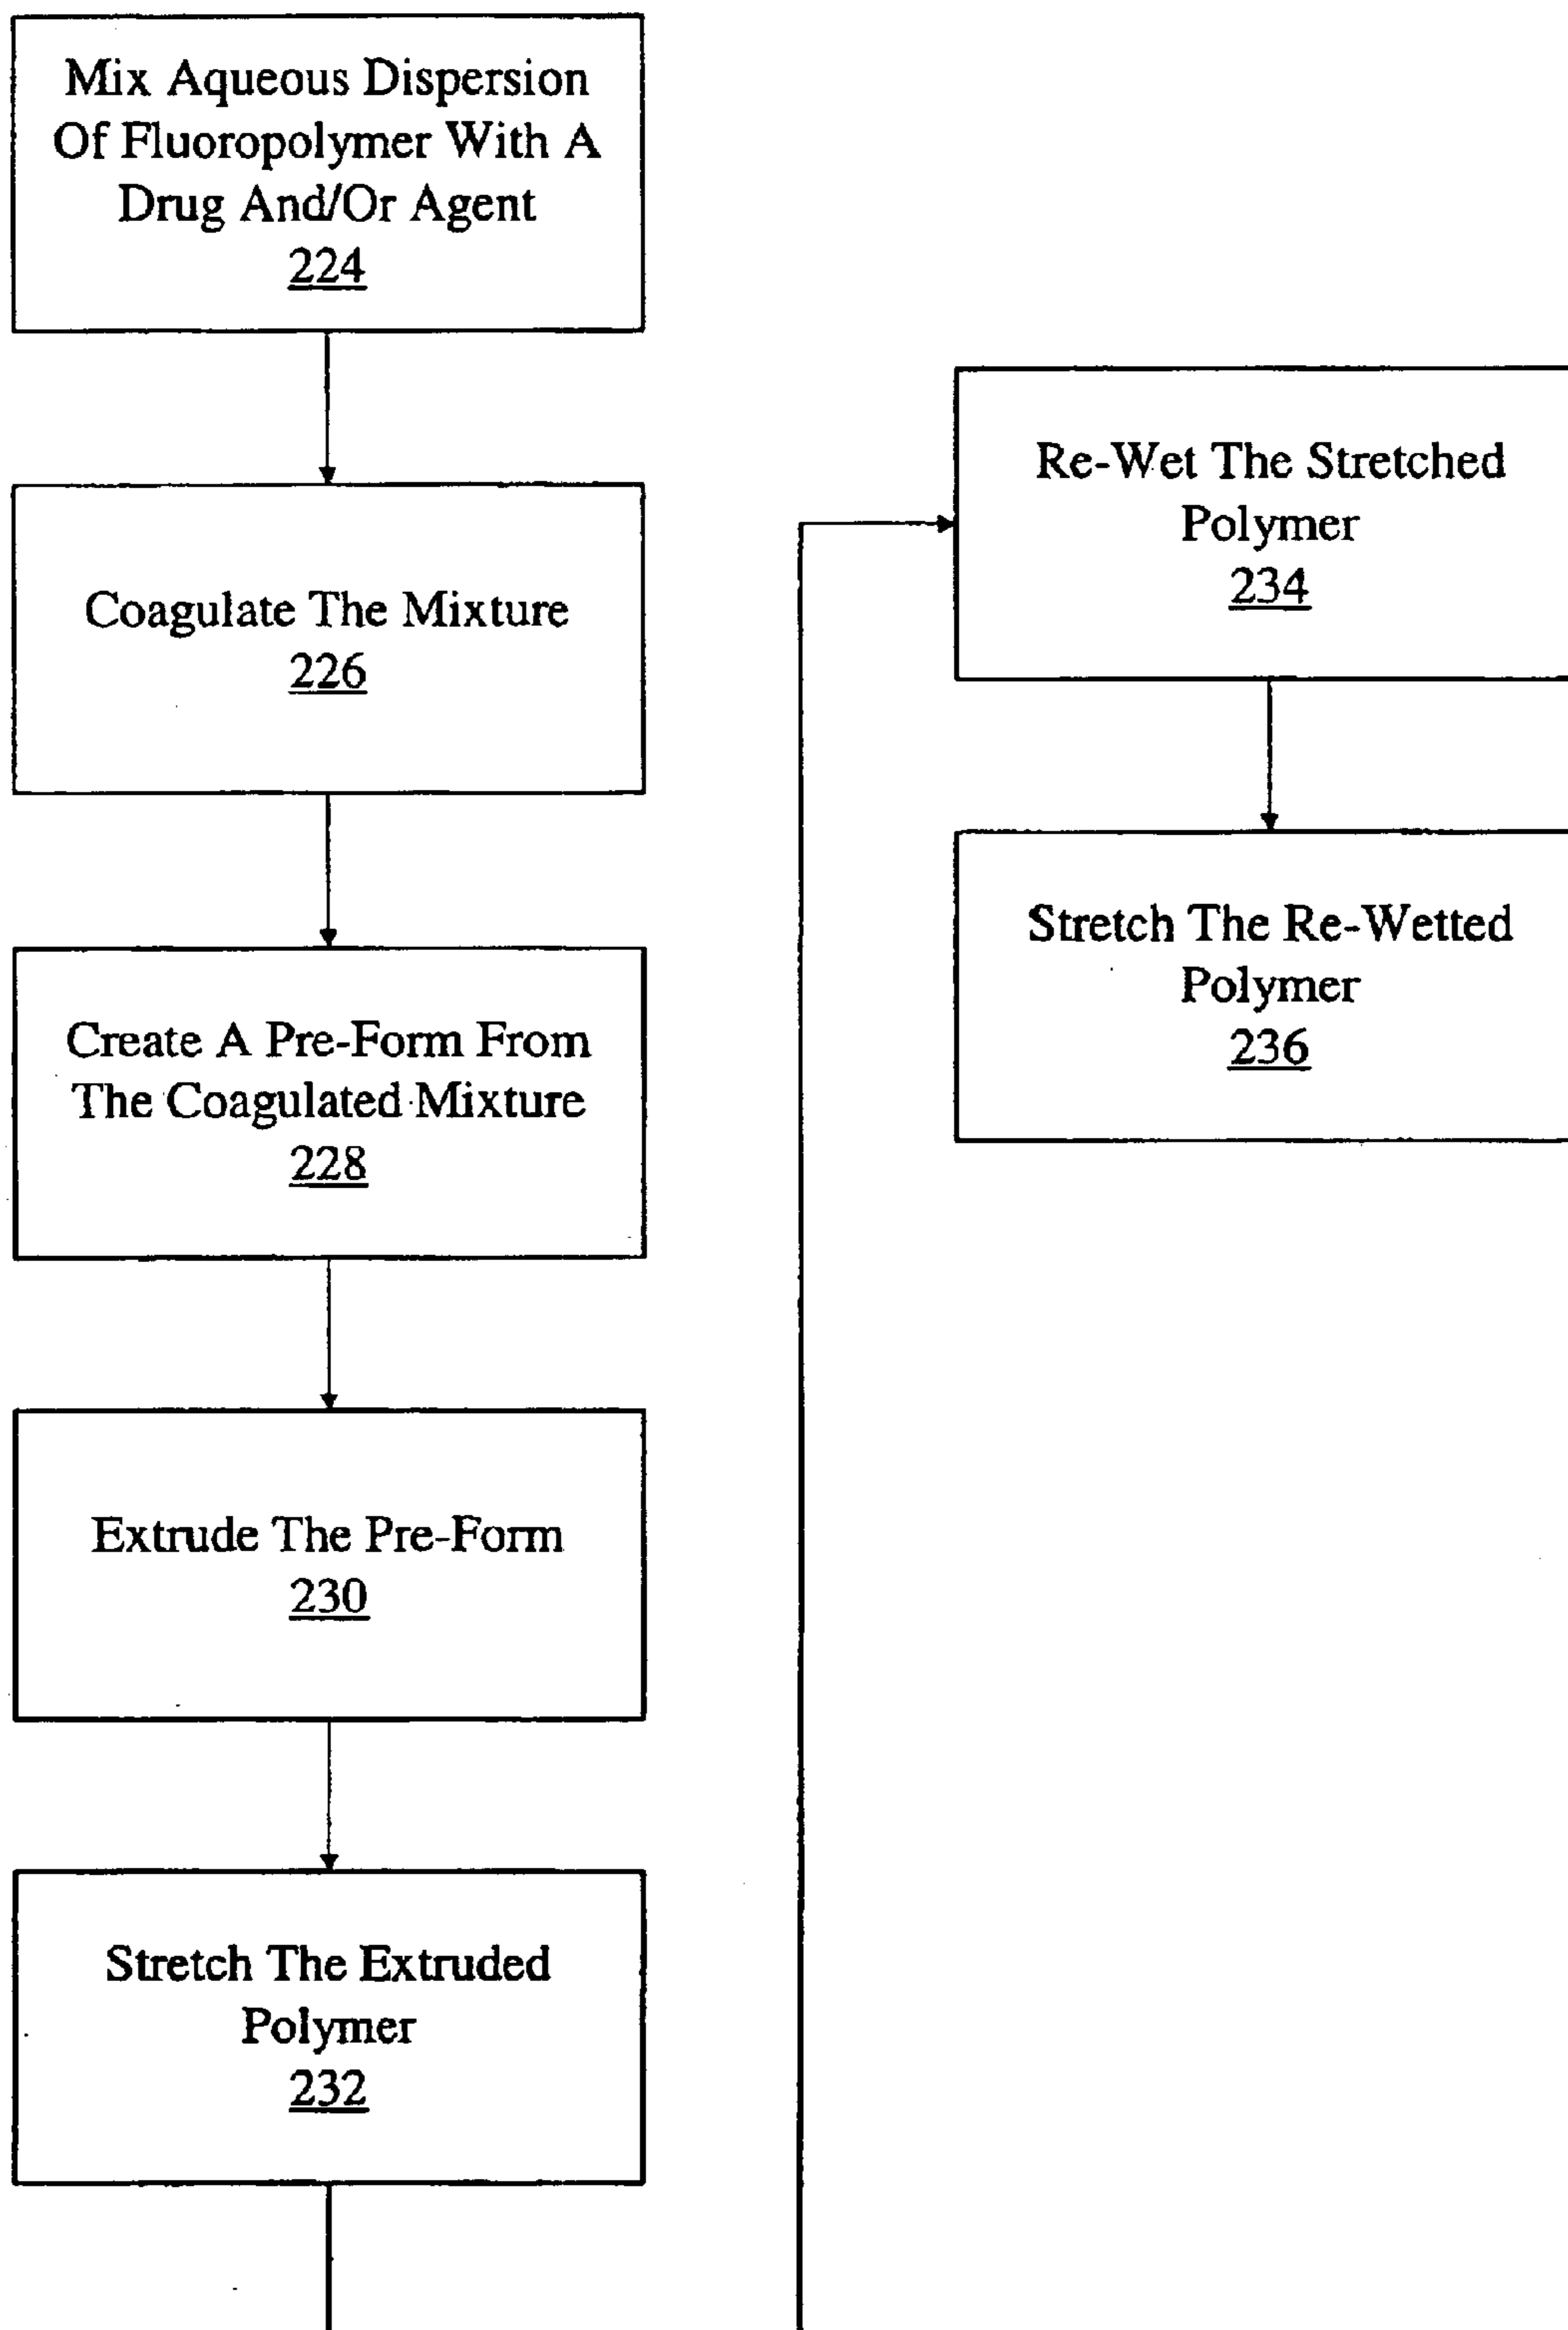 Mix Aqueous Dispersion
Of Fluoropolymer With A
Drug And/Or Agent
224
Coagulate The Mixture
226
Create A Pre-Form From
The Coagulated Mixture
228
Extrude The Pre-Form
230
Stretch The Extruded
Polymer
232
Re-Wet The Stretched
Polymer
234
Stretch The Re-Wetted
Polymer
236